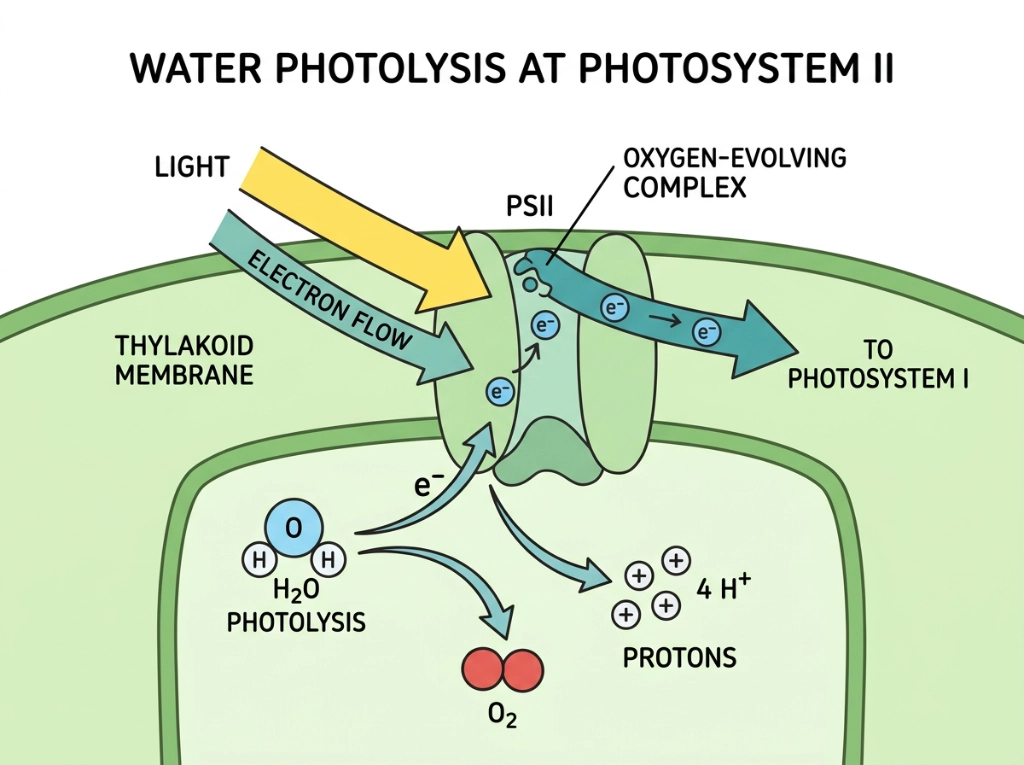 WATER PHOTOLYSIS AT PHOTOSYSTEM II
LIGHT
OXYGEN-EVOLVING
COMPLEX
PSII
ELECTRON FLOW
e⁻
e⁻
e⁻
e⁻
THYLAKOID
MEMBRANE
TO
PHOTOSYSTEM I
e⁻
O
H H
H₂O
PHOTOLYSIS
+ +
+ +
4 H⁺
PROTONS
O₂